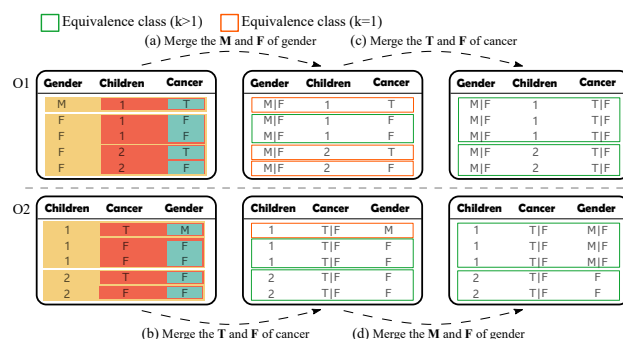 Equivalence class (k>1) Equivalence class (k=1)
(a) Merge the M and F of gender (c) Merge the T and F of cancer
O1
Gender Children Cancer
M 1 T
F 1 F
F 1 F
F 2 T
F 2 F
Gender Children Cancer
M|F 1 T
M|F 1 F
M|F 1 F
M|F 2 T
M|F 2 F
Gender Children Cancer
M|F 1 T|F
M|F 1 T|F
M|F 1 T|F
M|F 2 T|F
M|F 2 T|F
O2
Children Cancer Gender
1 T M
1 F F
1 F F
2 T F
2 F F
Children Cancer Gender
1 T|F M
1 T|F F
1 T|F F
2 T|F F
2 T|F F
Children Cancer Gender
1 T|F M|F
1 T|F M|F
1 T|F M|F
2 T|F F
2 T|F F
(b) Merge the T and F of cancer (d) Merge the M and F of gender